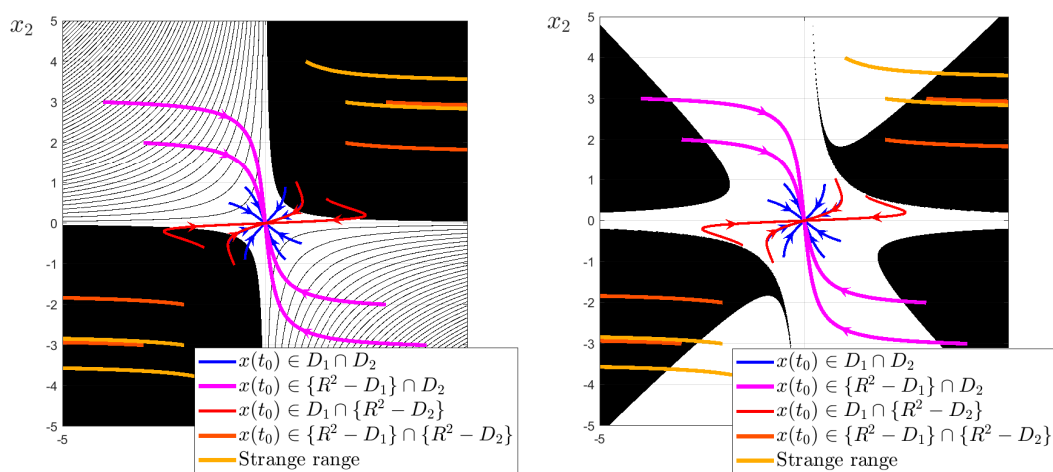 x_2
5
4
3
2
1
0
-1
-2
-3
-4
-5
-5
x(t_0) ∈ D_1 ∩ D_2
x(t_0) ∈ {R^2 − D_1} ∩ D_2
x(t_0) ∈ D_1 ∩ {R^2 − D_2}
x(t_0) ∈ {R^2 − D_1} ∩ {R^2 − D_2}
Strange range
x_2
5
4
3
2
1
0
-1
-2
-3
-4
-5
-5
x(t_0) ∈ D_1 ∩ D_2
x(t_0) ∈ {R^2 − D_1} ∩ D_2
x(t_0) ∈ D_1 ∩ {R^2 − D_2}
x(t_0) ∈ {R^2 − D_1} ∩ {R^2 − D_2}
Strange range